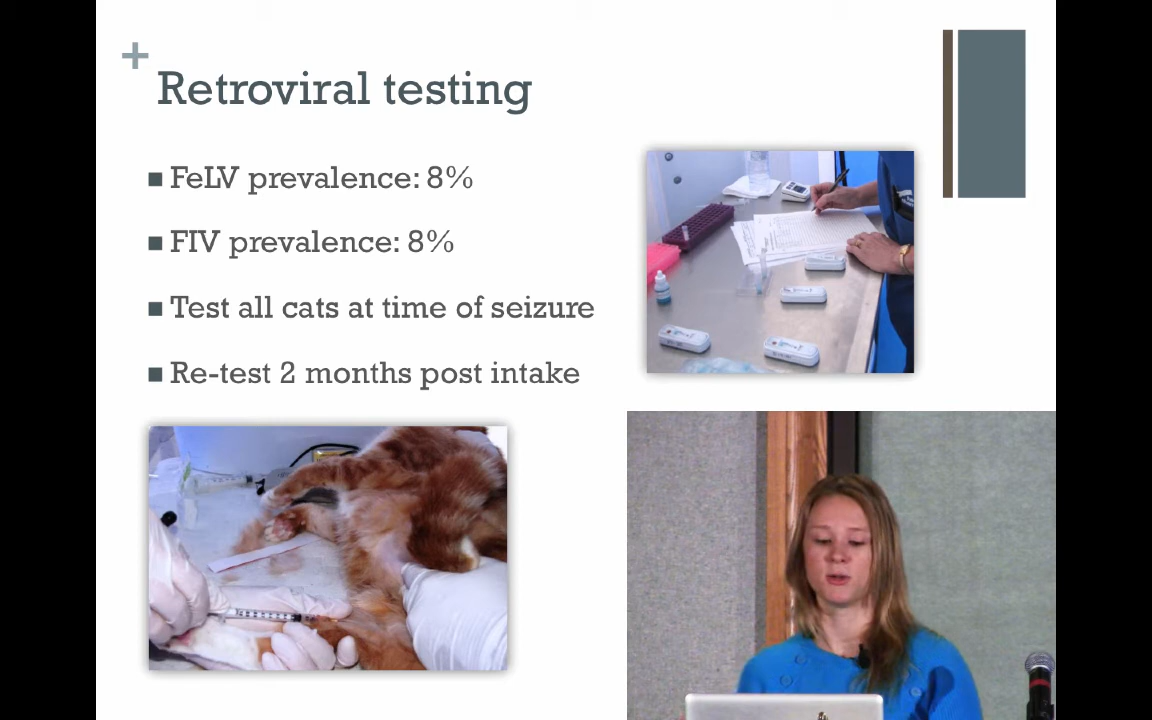 +
Retroviral testing
FeLV prevalence: 8%
FIV prevalence: 8%
Test all cats at time of seizure
Re-test 2 months post intake